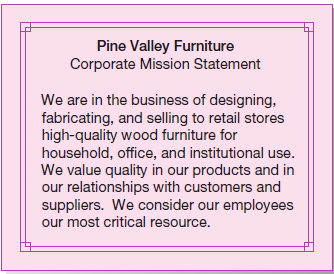 Pine Valley Furniture
Corporate Mission Statement
We are in the business of designing,
fabricating, and selling to retail stores
high-quality wood furniture for
household, office, and institutional use.
We value quality in our products and in
our relationships with customers and
suppliers.  We consider our employees
our most critical resource.